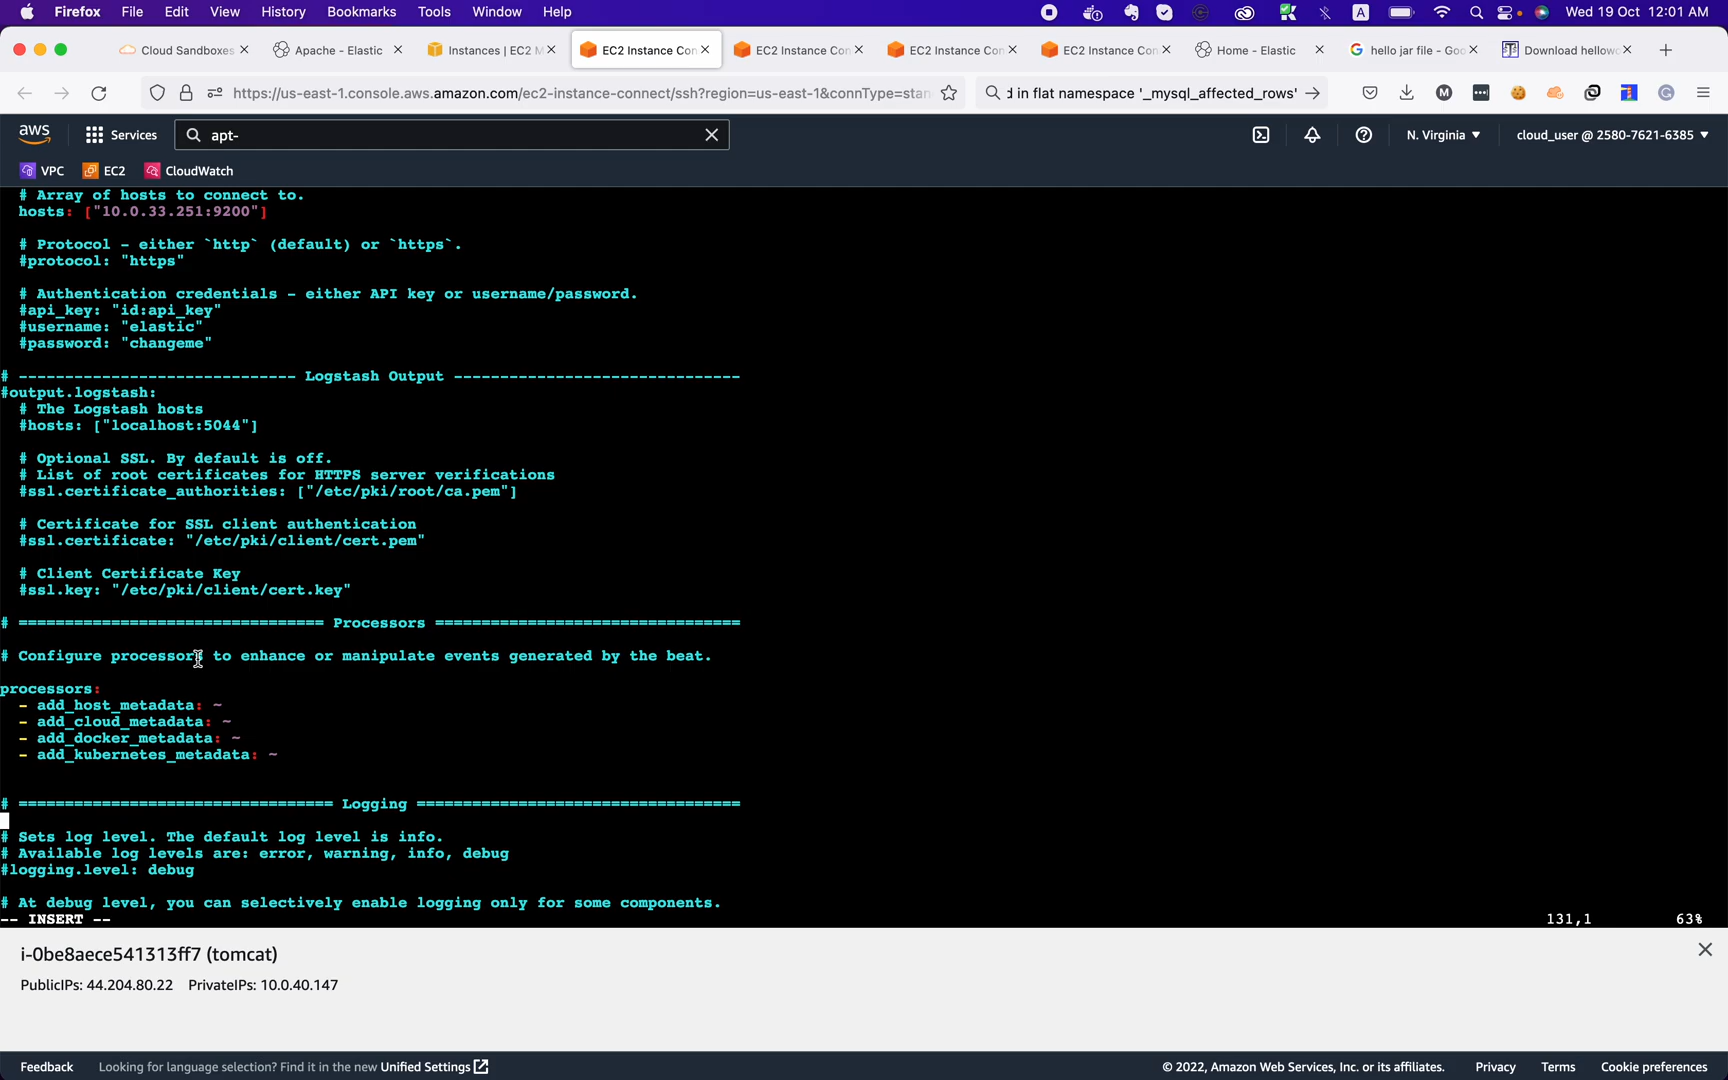 Firefox File Edit View History Bookmarks Tools Window Help A Wed 19 Oct 12:01 AM
Cloud Sandboxes Apache - Elastic Instances | EC2 M EC2 Instance Con EC2 Instance Con EC2 Instance Con EC2 Instance Con Home - Elastic hello jar file - Goo Download hellowo
https://us-east-1.console.aws.amazon.com/ec2-instance-connect/ssh?region=us-east-1&connType=stan d in flat namespace '_mysql_affected_rows'
aws Services apt- N. Virginia cloud_user @ 2580-7621-6385
VPC EC2 CloudWatch
# Array of hosts to connect to.
hosts: ["10.0.33.251:9200"]
# Protocol - either `http` (default) or `https`.
#protocol: "https"
# Authentication credentials - either API key or username/password.
#api_key: "id:api_key"
#username: "elastic"
#password: "changeme"
# ------------------------------ Logstash Output -------------------------------
#output.logstash:
# The Logstash hosts
#hosts: ["localhost:5044"]
# Optional SSL. By default is off.
# List of root certificates for HTTPS server verifications
#ssl.certificate_authorities: ["/etc/pki/root/ca.pem"]
# Certificate for SSL client authentication
#ssl.certificate: "/etc/pki/client/cert.pem"
# Client Certificate Key
#ssl.key: "/etc/pki/client/cert.key"
# ================================= Processors =================================
# Configure processors to enhance or manipulate events generated by the beat.
processors:
- add_host_metadata: ~
- add_cloud_metadata: ~
- add_docker_metadata: ~
- add_kubernetes_metadata: ~
# ================================== Logging ===================================
# Sets log level. The default log level is info.
# Available log levels are: error, warning, info, debug
#logging.level: debug
# At debug level, you can selectively enable logging only for some components.
-- INSERT -- 131,1 63%
i-0be8aece541313ff7 (tomcat)
PublicIPs: 44.204.80.22 PrivateIPs: 10.0.40.147
Feedback Looking for language selection? Find it in the new Unified Settings © 2022, Amazon Web Services, Inc. or its affiliates. Privacy Terms Cookie preferences